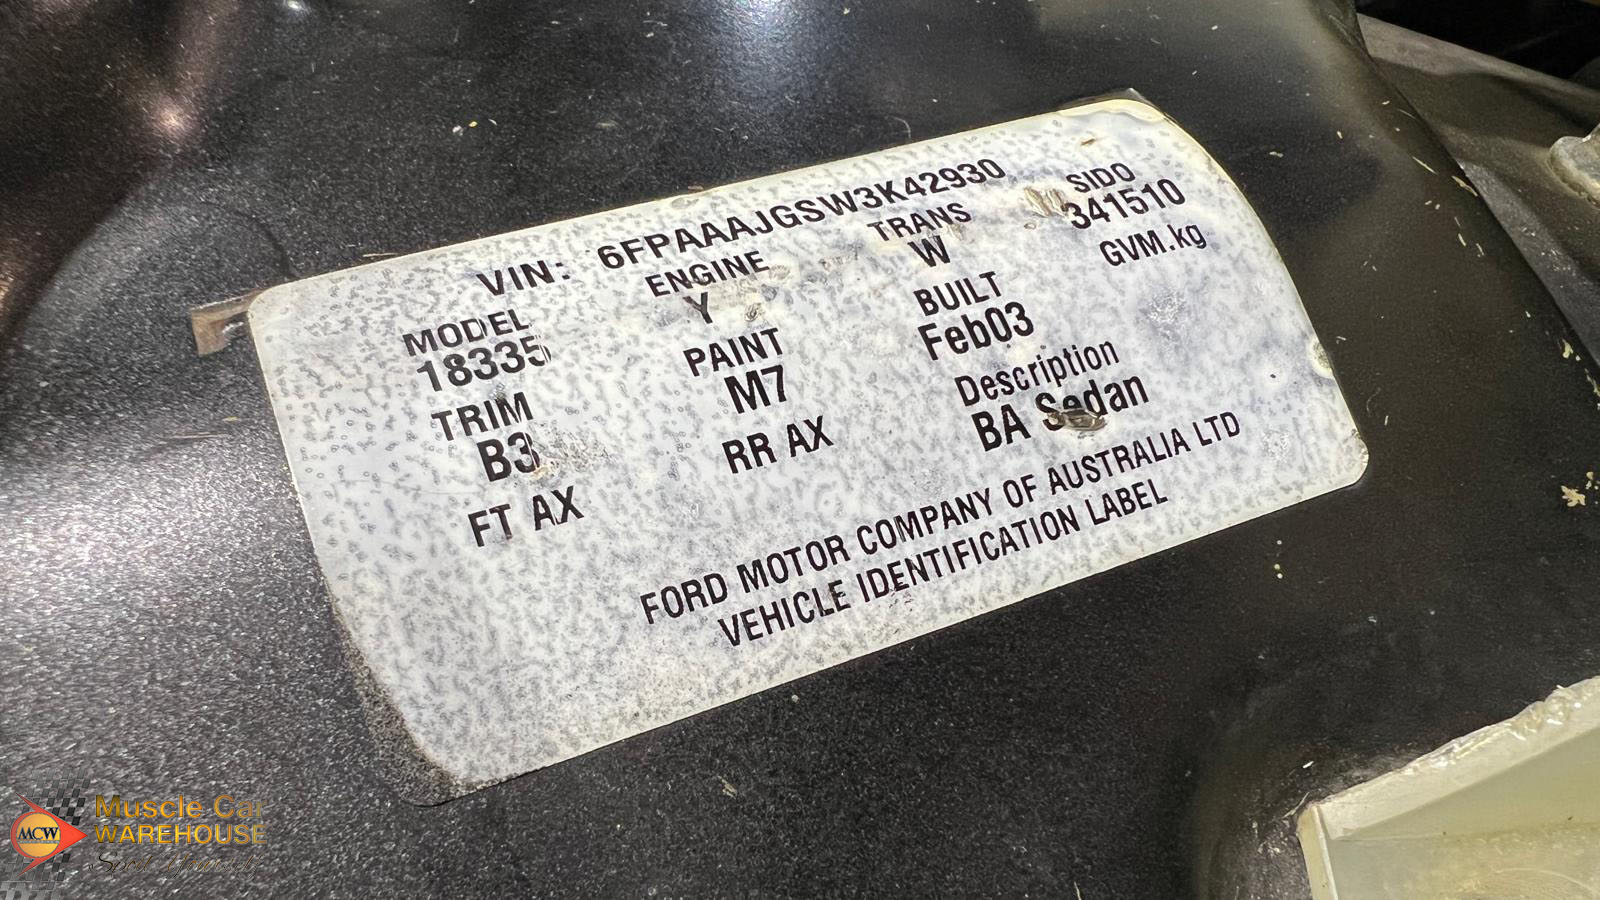 VIN: 6FPAAAJGSW3K42930
MODEL ENGINE TRANS SIDO
18335 Y W 341510
TRIM PAINT BUILT GVM.kg
B3 M7 Feb03
FT AX RR AX Description
BA Sedan
FORD MOTOR COMPANY OF AUSTRALIA LTD
VEHICLE IDENTIFICATION LABEL
MCW
Muscle Car
WAREHOUSE